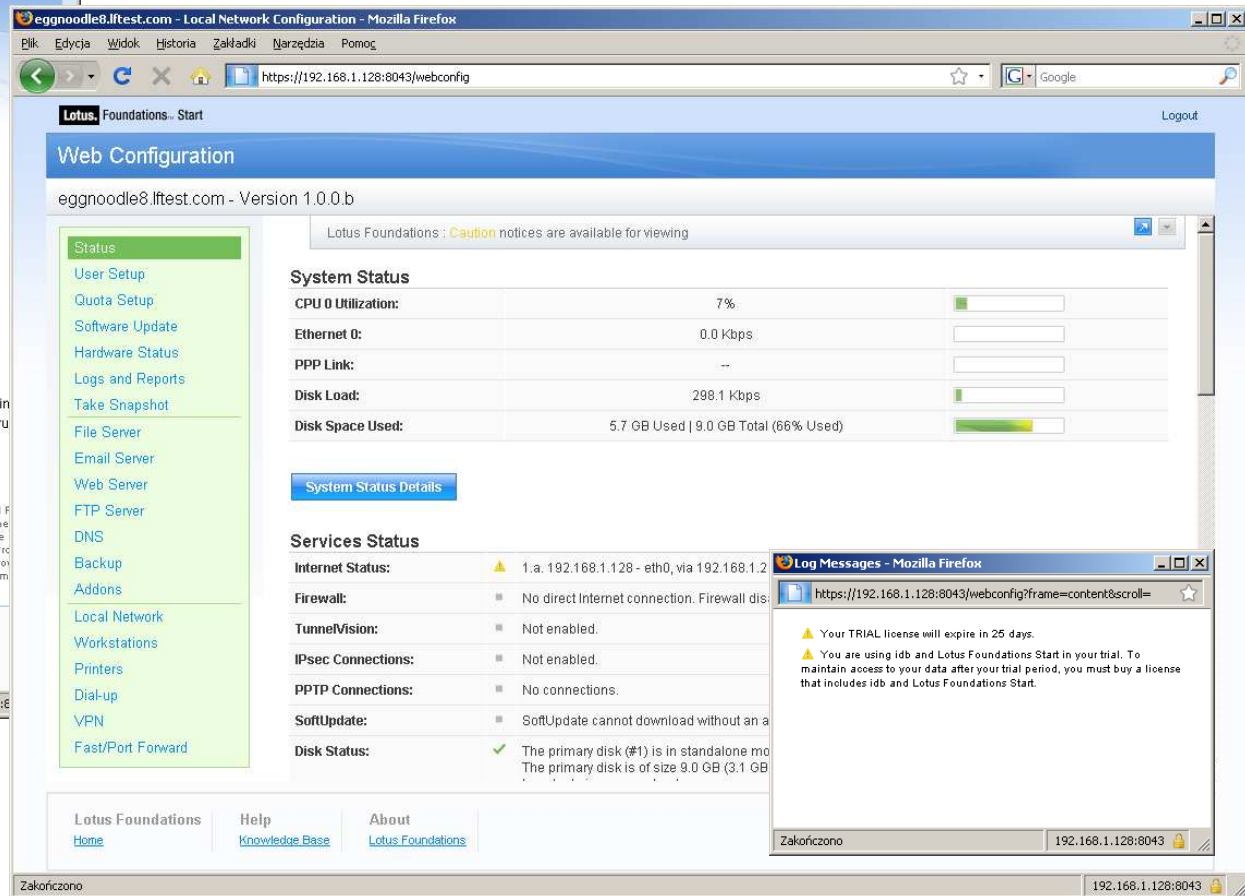 eggnoodle8.lftest.com - Local Network Configuration - Mozilla Firefox
Plik Edycja Widok Historia Zakładki Narzędzia Pomoc
https://192.168.1.128:8043/webconfig
G Google
Lotus. Foundations™ Start
Logout
Web Configuration
eggnoodle8.lftest.com - Version 1.0.0.b
Lotus Foundations : Caution notices are available for viewing
Status
User Setup
Quota Setup
Software Update
Hardware Status
Logs and Reports
Take Snapshot
File Server
Email Server
Web Server
FTP Server
DNS
Backup
Addons
Local Network
Workstations
Printers
Dial-up
VPN
Fast/Port Forward
System Status
CPU 0 Utilization: 7%
Ethernet 0: 0.0 Kbps
PPP Link: --
Disk Load: 298.1 Kbps
Disk Space Used: 5.7 GB Used | 9.0 GB Total (66% Used)
System Status Details
Services Status
Internet Status: 1.a. 192.168.1.128 - eth0, via 192.168.1.2
Firewall: No direct Internet connection. Firewall dis
TunnelVision: Not enabled.
IPsec Connections: Not enabled.
PPTP Connections: No connections.
SoftUpdate: SoftUpdate cannot download without an a
Disk Status: The primary disk (#1) is in standalone mo
The primary disk is of size 9.0 GB (3.1 GB
Log Messages - Mozilla Firefox
https://192.168.1.128:8043/webconfig?frame=content&scroll=
Your TRIAL license will expire in 25 days.
You are using idb and Lotus Foundations Start in your trial. To
maintain access to your data after your trial period, you must buy a license
that includes idb and Lotus Foundations Start.
Zakończono 192.168.1.128:8043
Lotus Foundations Help About
Home Knowledge Base Lotus Foundations
Zakończono 192.168.1.128:8043